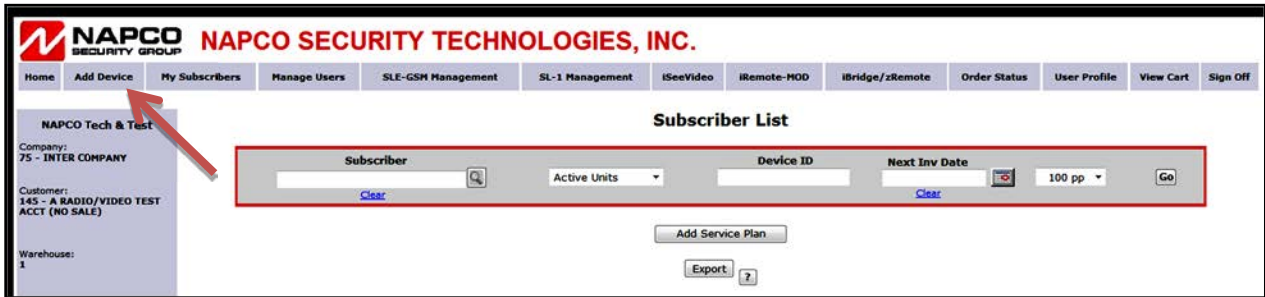 NAPCO
SECURITY GROUP
NAPCO SECURITY TECHNOLOGIES, INC.
Home Add Device My Subscribers Manage Users SLE-GSM Management SL-1 Management iSeeVideo iRemote-MOD iBridge/zRemote Order Status User Profile View Cart Sign Off
NAPCO Tech & Test
Company:
75 - INTER COMPANY
Customer:
145 - A RADIO/VIDEO TEST
ACCT (NO SALE)
Warehouse:
1
Subscriber List
Subscriber Device ID Next Inv Date
Active Units 100 pp Go
Clear Clear
Add Service Plan
Export ?